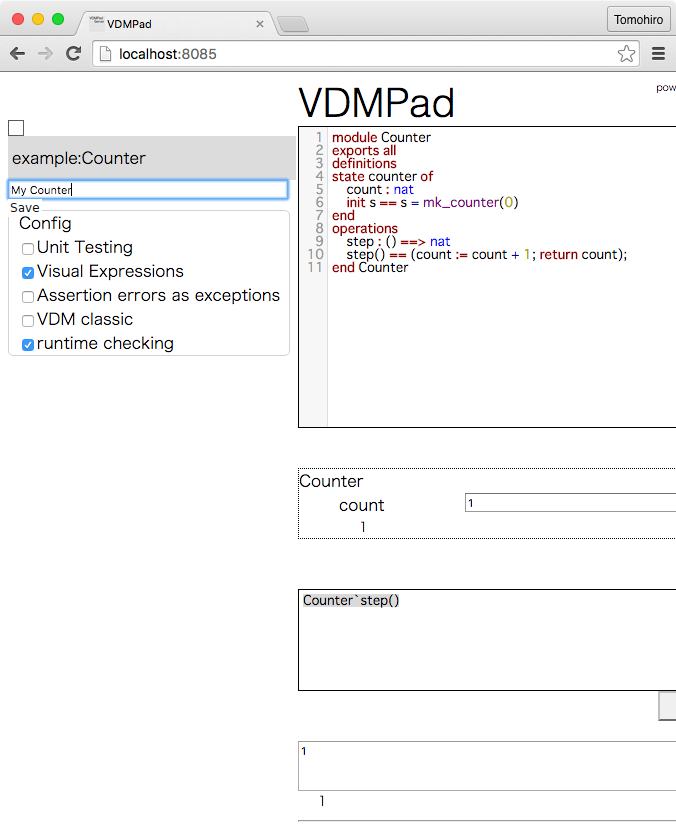 VDMPad
Tomohiro
localhost:8085
VDMPad
pow
example:Counter
My Counter
Save
Config
Unit Testing
Visual Expressions
Assertion errors as exceptions
VDM classic
runtime checking
1 module Counter
2 exports all
3 definitions
4 state counter of
5 count : nat
6 init s == s = mk_counter(0)
7 end
8 operations
9 step : () ==> nat
10 step() == (count := count + 1; return count);
11 end Counter
Counter
count 1
1
Counter`step()
1
1